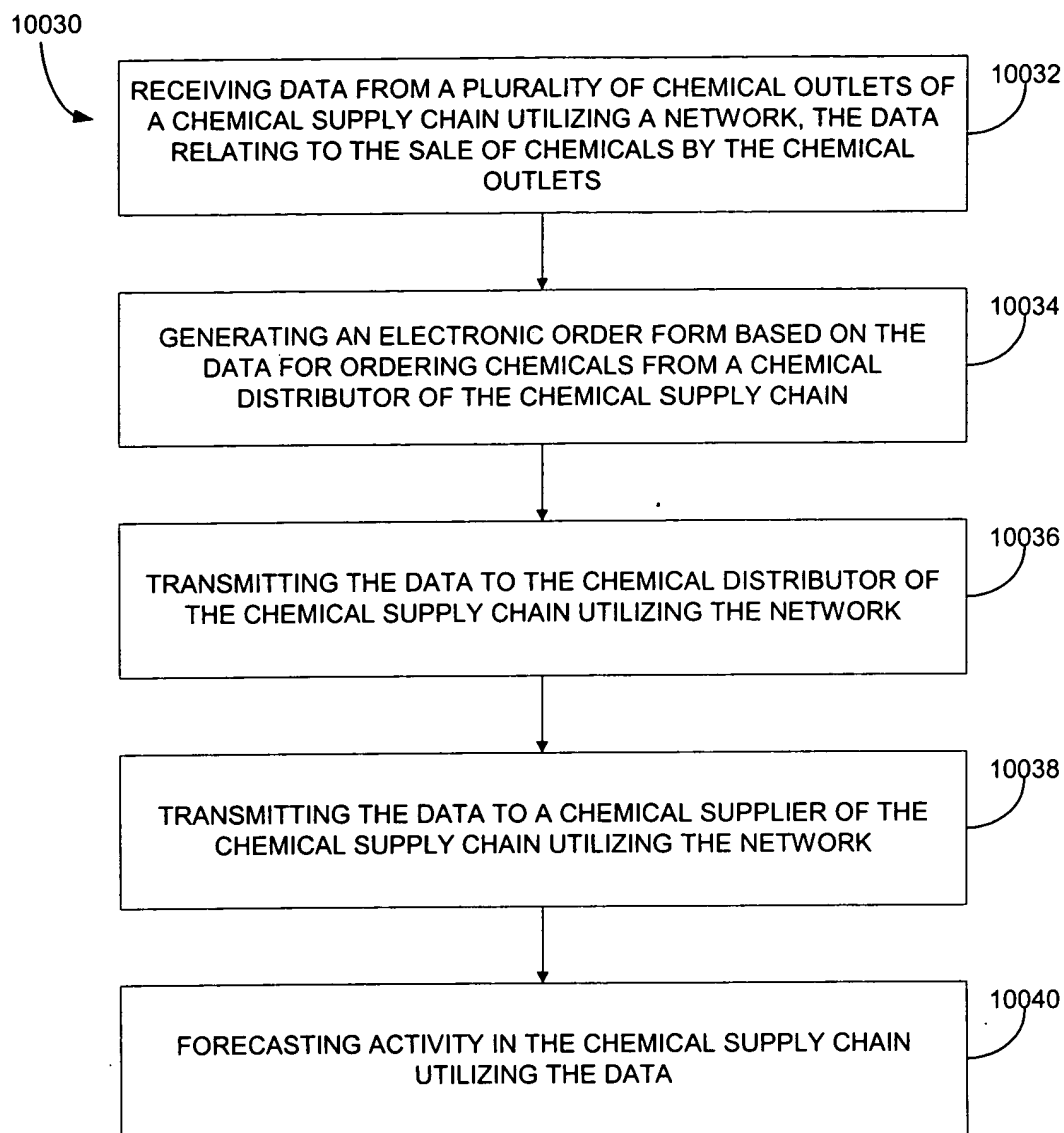 10030
10032
RECEIVING DATA FROM A PLURALITY OF CHEMICAL OUTLETS OF
A CHEMICAL SUPPLY CHAIN UTILIZING A NETWORK, THE DATA
RELATING TO THE SALE OF CHEMICALS BY THE CHEMICAL
OUTLETS
10034
GENERATING AN ELECTRONIC ORDER FORM BASED ON THE
DATA FOR ORDERING CHEMICALS FROM A CHEMICAL
DISTRIBUTOR OF THE CHEMICAL SUPPLY CHAIN
10036
TRANSMITTING THE DATA TO THE CHEMICAL DISTRIBUTOR OF
THE CHEMICAL SUPPLY CHAIN UTILIZING THE NETWORK
10038
TRANSMITTING THE DATA TO A CHEMICAL SUPPLIER OF THE
CHEMICAL SUPPLY CHAIN UTILIZING THE NETWORK
10040
FORECASTING ACTIVITY IN THE CHEMICAL SUPPLY CHAIN
UTILIZING THE DATA